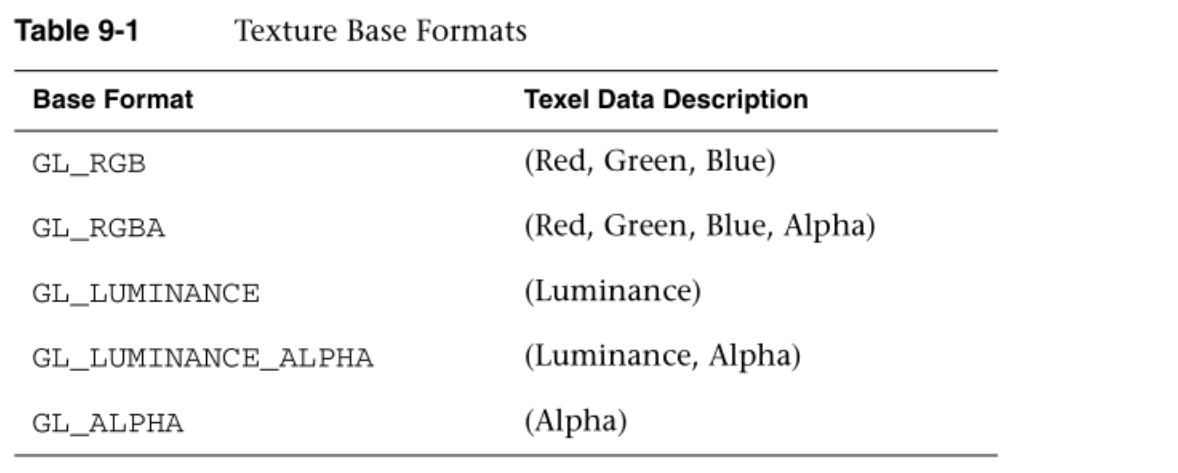 Table 9-1 Texture Base Formats
Base Format Texel Data Description
GL_RGB (Red, Green, Blue)
GL_RGBA (Red, Green, Blue, Alpha)
GL_LUMINANCE (Luminance)
GL_LUMINANCE_ALPHA (Luminance, Alpha)
GL_ALPHA (Alpha)